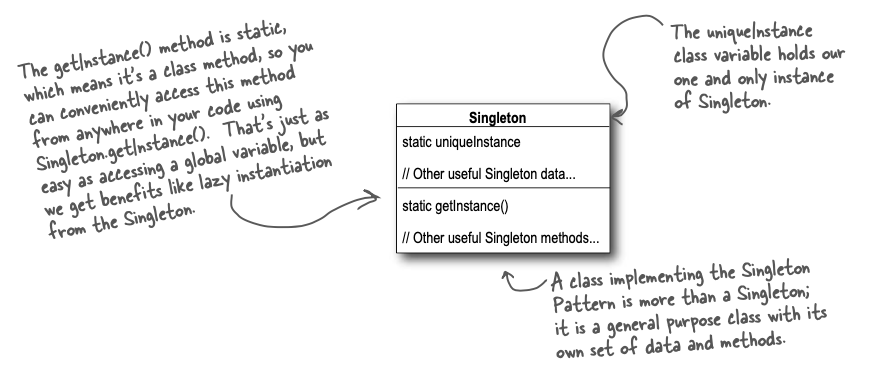 The getInstance() method is static,
which means it's a class method, so you
can conveniently access this method
from anywhere in your code using
Singleton.getInstance(). That's just as
easy as accessing a global variable, but
we get benefits like lazy instantiation
from the Singleton.
The uniqueInstance
class variable holds our
one and only instance
of Singleton.
Singleton
static uniqueInstance
// Other useful Singleton data...
static getInstance()
// Other useful Singleton methods...
A class implementing the Singleton
Pattern is more than a Singleton;
it is a general purpose class with its
own set of data and methods.